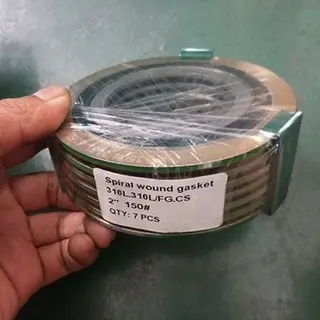 Spiral wound gasket
316L.316L/FG.CS
2" 150#
QTY: 7 PCS